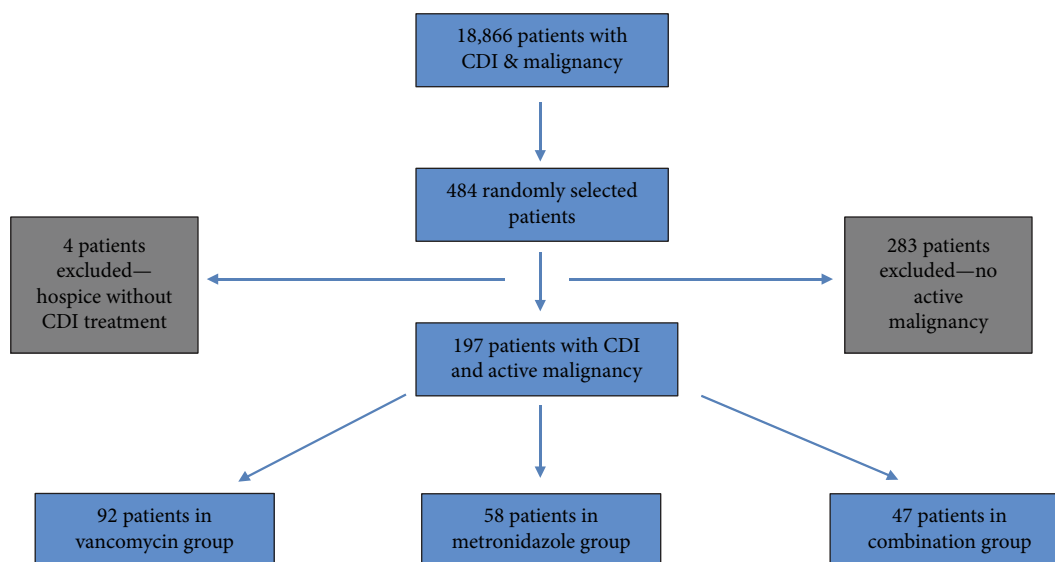 18,866 patients with
CDI & malignancy
484 randomly selected
patients
4 patients
excluded—
hospice without
CDI treatment
283 patients
excluded—no
active
malignancy
197 patients with CDI
and active malignancy
92 patients in
vancomycin group
58 patients in
metronidazole group
47 patients in
combination group